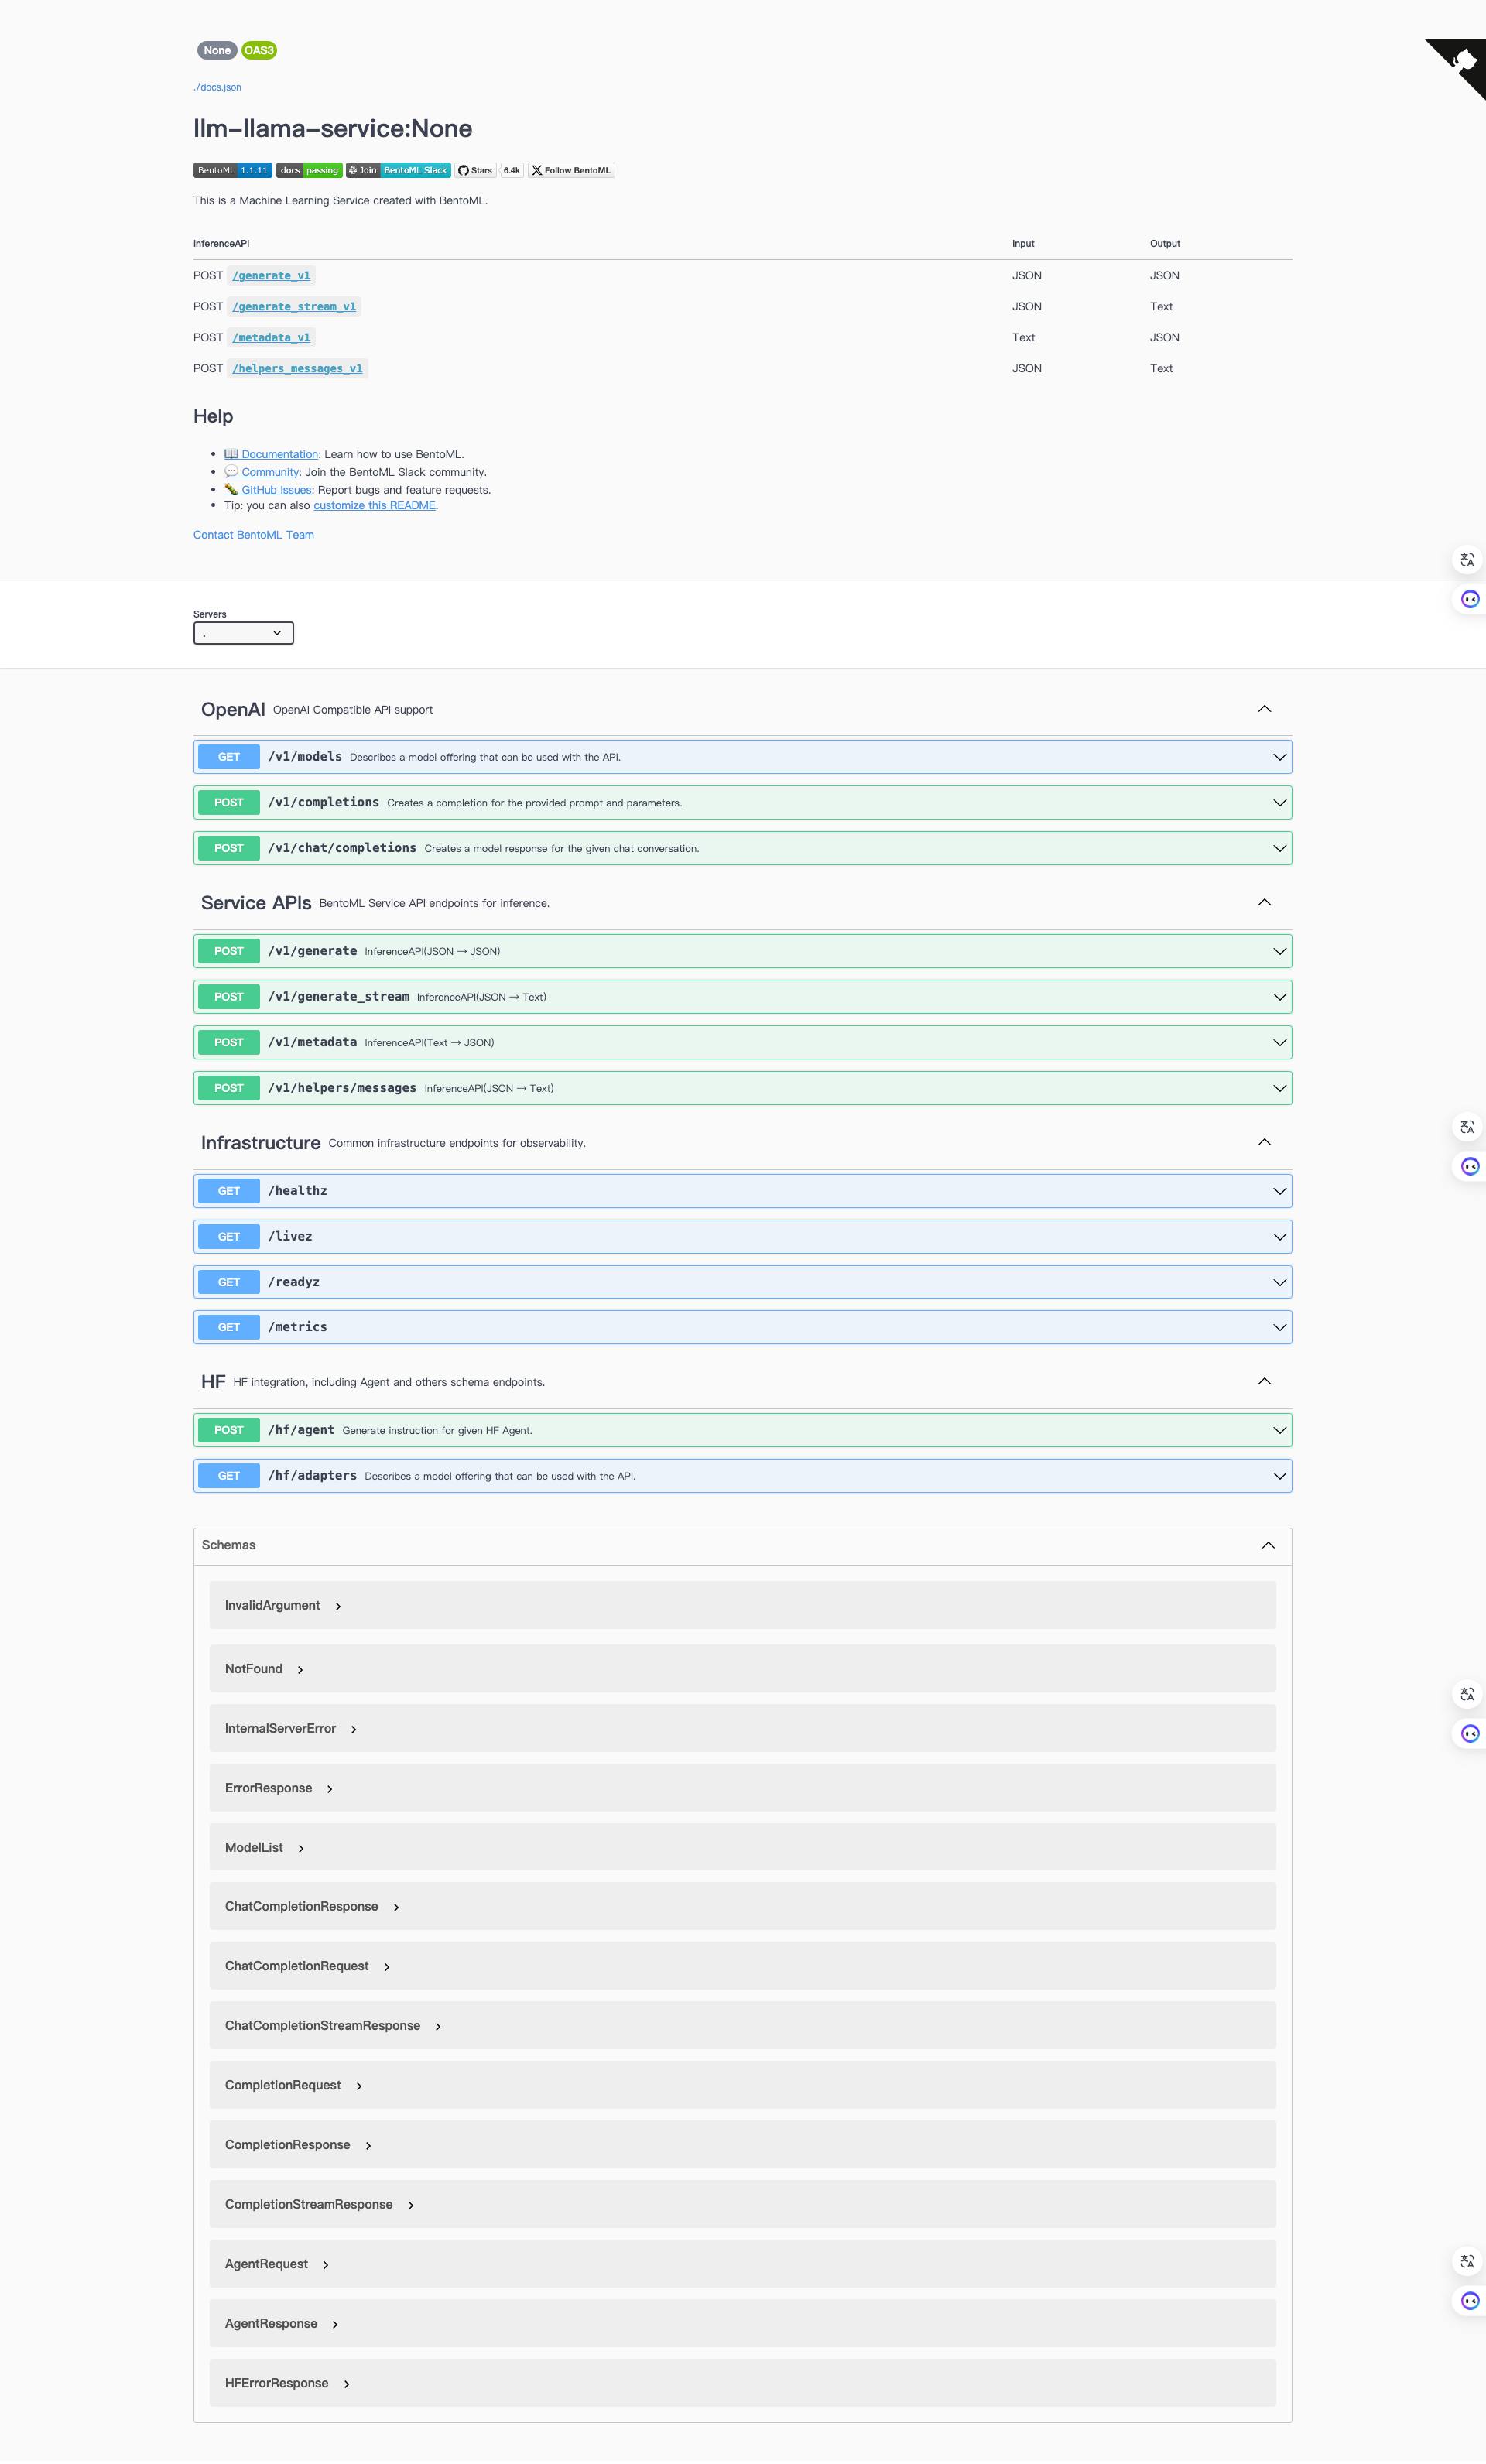 None OAS3
./docs.json
llm-llama-service:None
BentoML 1.1.11 docs passing Join BentoML Slack Stars 6.4k Follow BentoML
This is a Machine Learning Service created with BentoML.
InferenceAPI Input Output
POST /generate_v1 JSON JSON
POST /generate_stream_v1 JSON Text
POST /metadata_v1 Text JSON
POST /helpers_messages_v1 JSON Text
Help
• 📖 Documentation: Learn how to use BentoML.
• 💬 Community: Join the BentoML Slack community.
• 🐛 GitHub Issues: Report bugs and feature requests.
• Tip: you can also customize this README.
Contact BentoML Team
Servers
.
OpenAI OpenAI Compatible API support
GET /v1/models Describes a model offering that can be used with the API.
POST /v1/completions Creates a completion for the provided prompt and parameters.
POST /v1/chat/completions Creates a model response for the given chat conversation.
Service APIs BentoML Service API endpoints for inference.
POST /v1/generate InferenceAPI(JSON → JSON)
POST /v1/generate_stream InferenceAPI(JSON → Text)
POST /v1/metadata InferenceAPI(Text → JSON)
POST /v1/helpers/messages InferenceAPI(JSON → Text)
Infrastructure Common infrastructure endpoints for observability.
GET /healthz
GET /livez
GET /readyz
GET /metrics
HF HF integration, including Agent and others schema endpoints.
POST /hf/agent Generate instruction for given HF Agent.
GET /hf/adapters Describes a model offering that can be used with the API.
Schemas
InvalidArgument
NotFound
InternalServerError
ErrorResponse
ModelList
ChatCompletionResponse
ChatCompletionRequest
ChatCompletionStreamResponse
CompletionRequest
CompletionResponse
CompletionStreamResponse
AgentRequest
AgentResponse
HFErrorResponse